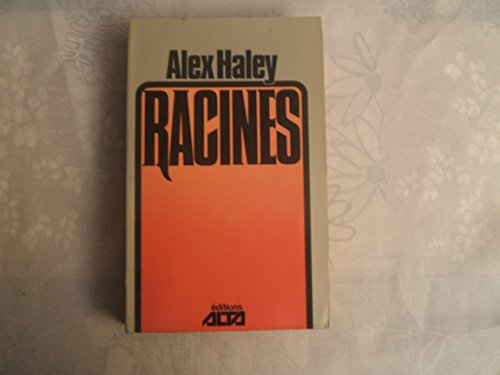 Alex Haley
RACINES
éditions
ALTA